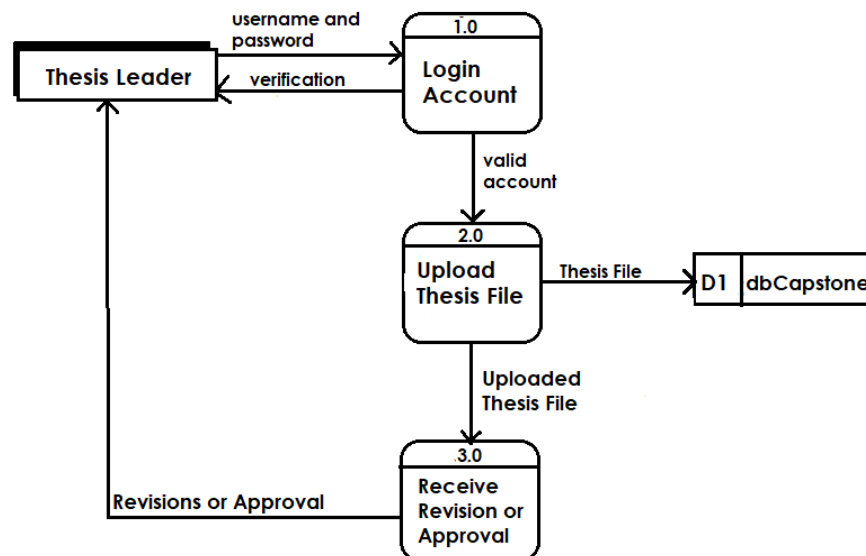 username and
password
1.0
Thesis Leader
Login
Account
verification
valid
account
2.0
Upload
Thesis File
Thesis File
D1
dbCapstone
Uploaded
Thesis File
3.0
Receive
Revision or
Approval
Revisions or Approval